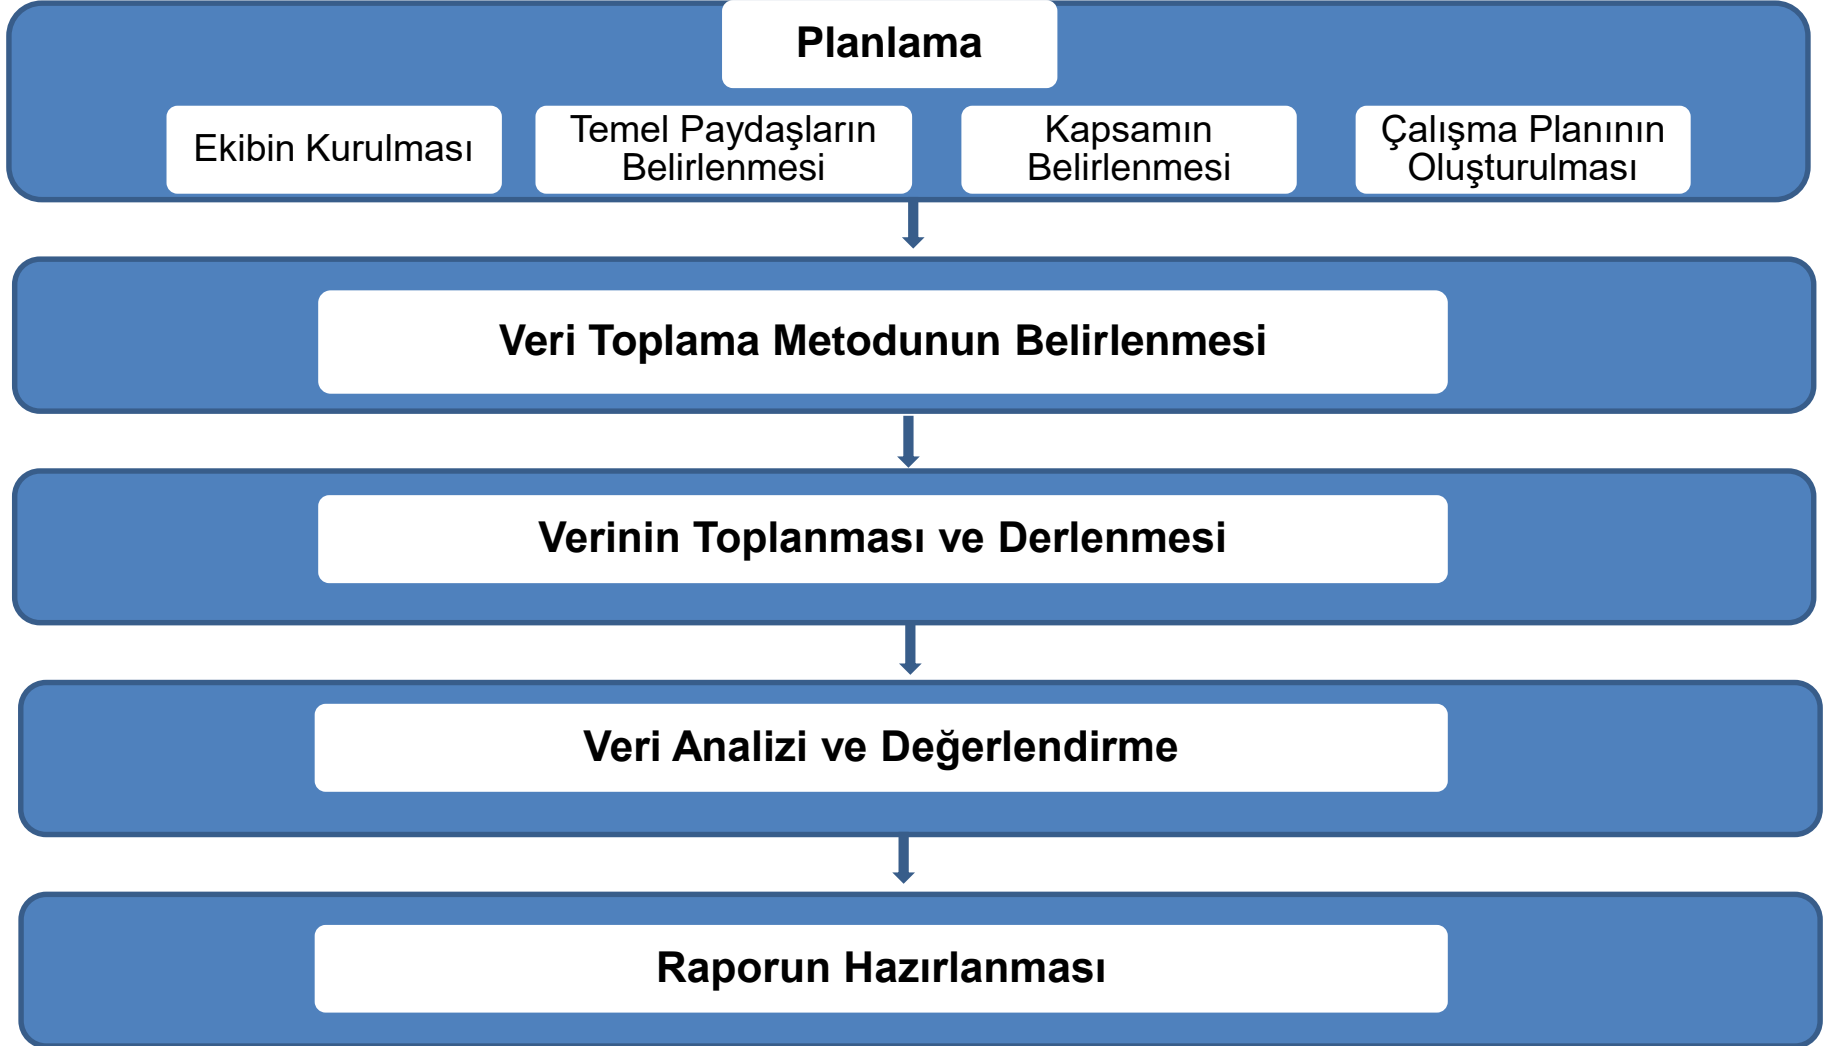 Planlama
Ekibin Kurulması
Temel Paydaşların
Belirlenmesi
Kapsamın
Belirlenmesi
Çalışma Planının
Oluşturulması
Veri Toplama Metodunun Belirlenmesi
Verinin Toplanması ve Derlenmesi
Veri Analizi ve Değerlendirme
Raporun Hazırlanması